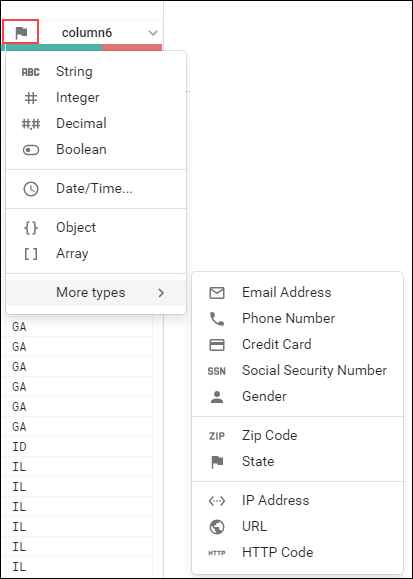 column6
ABC String
# Integer
#.# Decimal
Boolean
Date/Time...
{} Object
[] Array
More types
Email Address
Phone Number
Credit Card
SSN Social Security Number
Gender
ZIP Zip Code
State
IP Address
URL
HTTP HTTP Code
GA
GA
GA
GA
GA
GA
ID
IL
IL
IL
IL
IL
IL